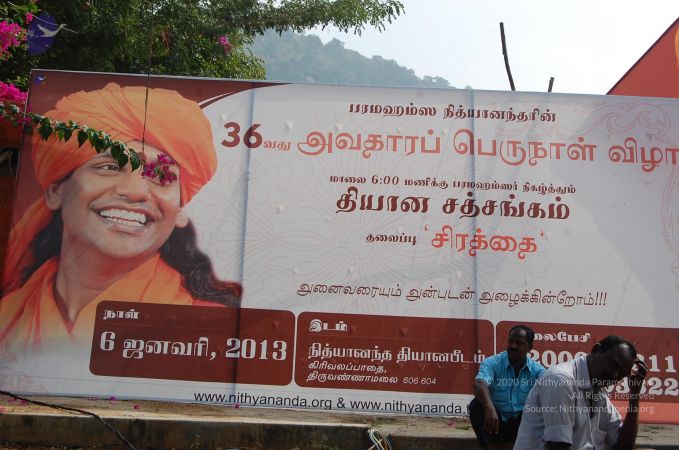 பரமஹம்ஸ நித்யானந்தரின்
36வது அவதாரப் பெருநாள் விழா
மாலை 6:00 மணிக்கு பரமஹம்ஸர் நிகழ்த்தும்
தியான சத்சங்கம்
தலைப்பு 'சிரத்தை'
அனைவரையும் அன்புடன் அழைக்கின்றோம்!!!
நாள்
6 ஜனவரி, 2013
இடம்
நித்யானந்த தியானபீடம்
கிரிவலப்பாதை,
திருவண்ணாமலை 606 604
www.nithyananda.org & www.nithyananda
© 2020 Sri Nithyananda Paramashivam
All Rights Reserved
Source: Nithyanandapedia.org